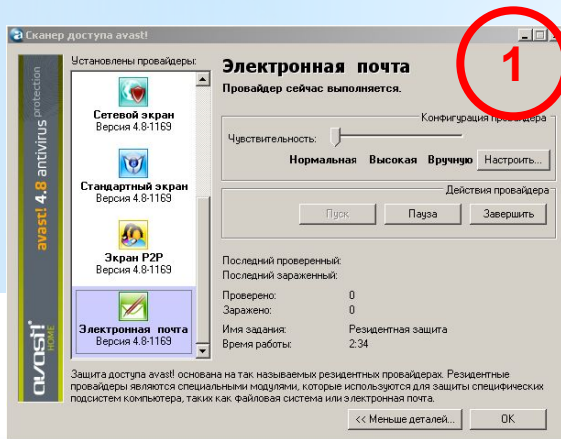 Сканер доступа avast!
1
avast! 4.8 antivirus protection
avast! HOME
Установлены провайдеры:
Сетевой экран
Версия 4.8-1169
Стандартный экран
Версия 4.8-1169
Экран P2P
Версия 4.8-1169
Электронная почта
Версия 4.8-1169
Электронная почта
Провайдер сейчас выполняется.
Конфигурация провайдера
Чувствительность:
Нормальная Высокая Вручную Настроить...
Действия провайдера
Пуск Пауза Завершить
Последний проверенный:
Последний зараженный:
Проверено: 0
Заражено: 0
Имя задания: Резидентная защита
Время работы: 2:34
Защита доступа avast! основана на так называемых резидентных провайдерах. Резидентные
провайдеры являются специальными модулями, которые используются для защиты специфических
подсистем компьютера, таких как файловая система или электронная почта.
<< Меньше деталей... OK